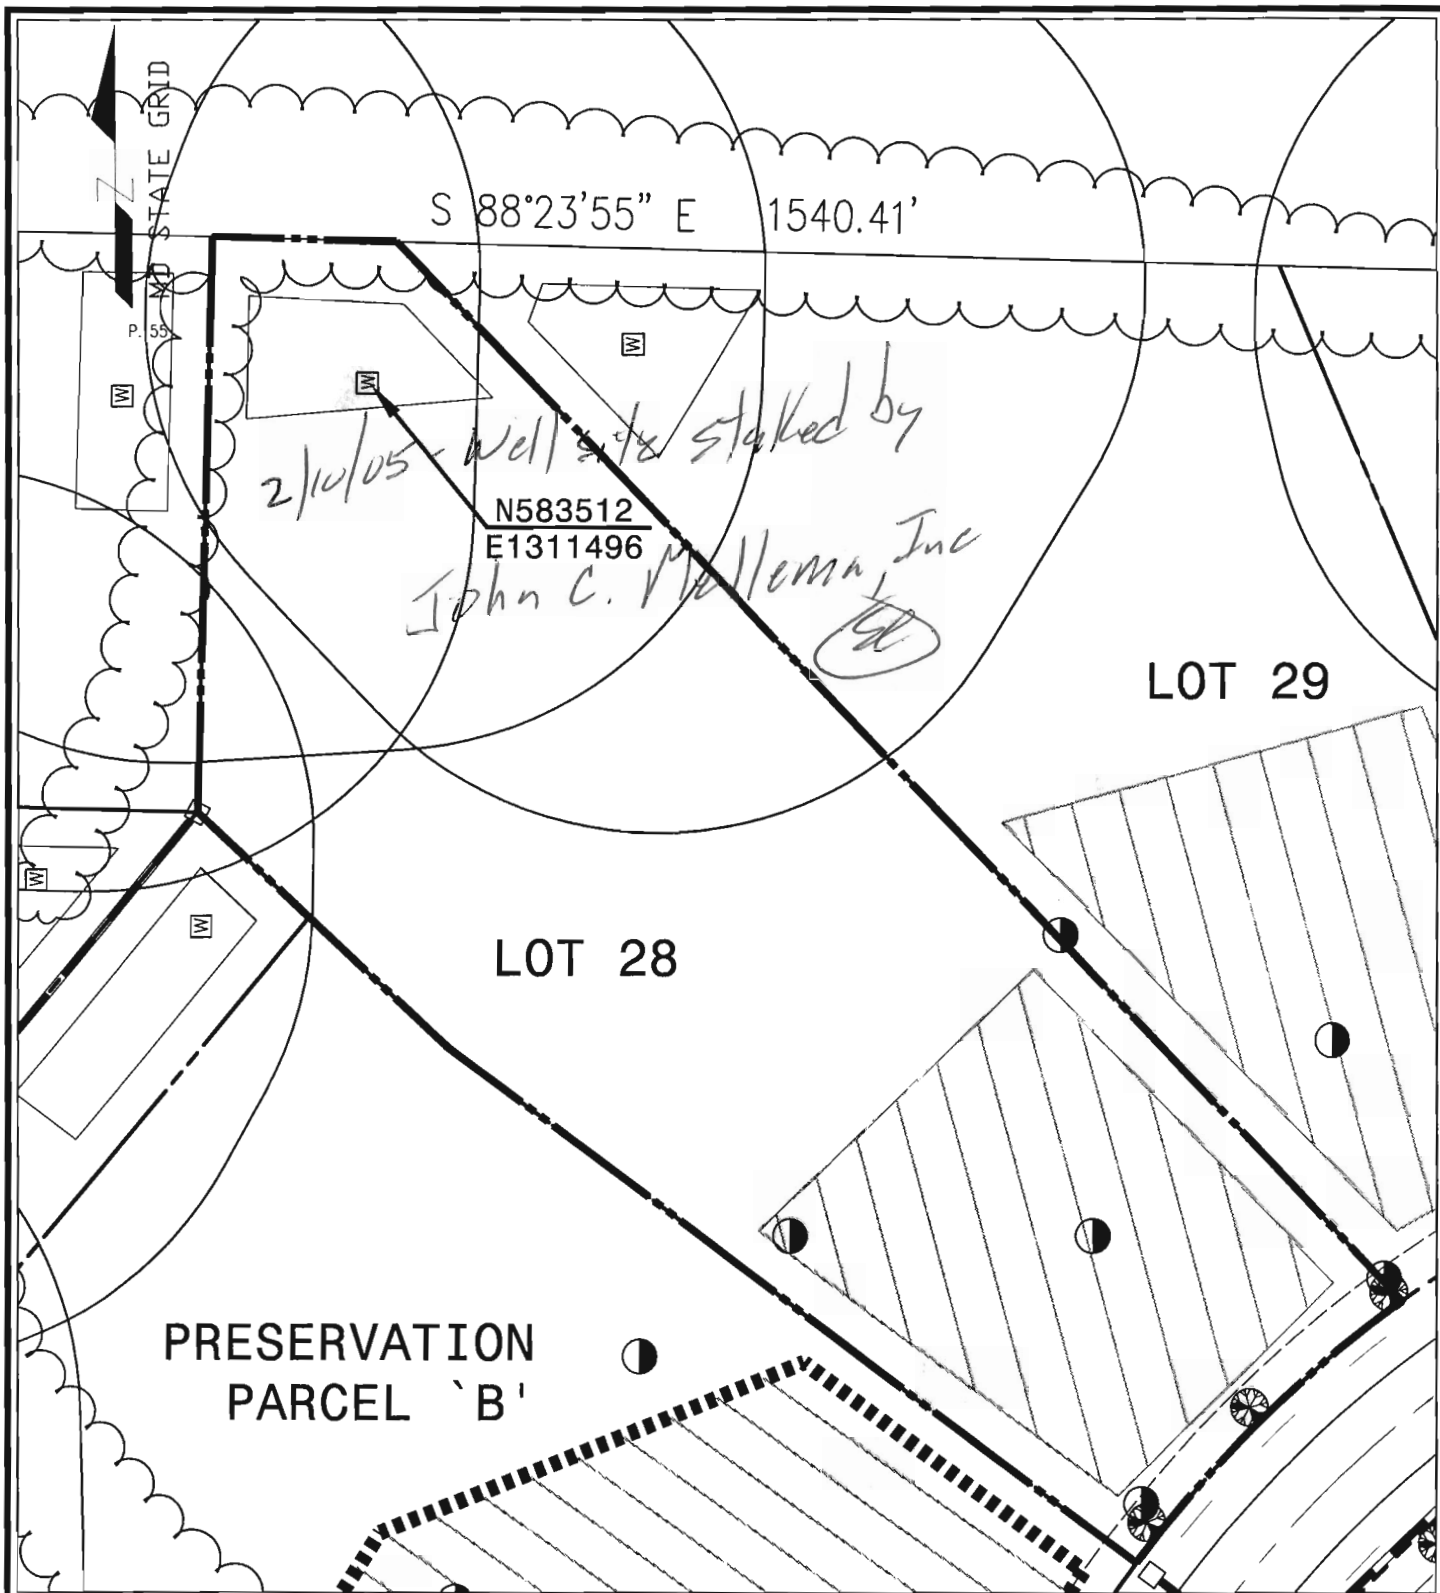 MD STATE GRID
N
S 88°23'55" E 1540.41'
P. 55
W
W
W
2/10/05 - Well site staked by
N583512
E1311496
John C. Mellema, Inc
LOT 29
W
W
LOT 28
PRESERVATION
PARCEL `B'